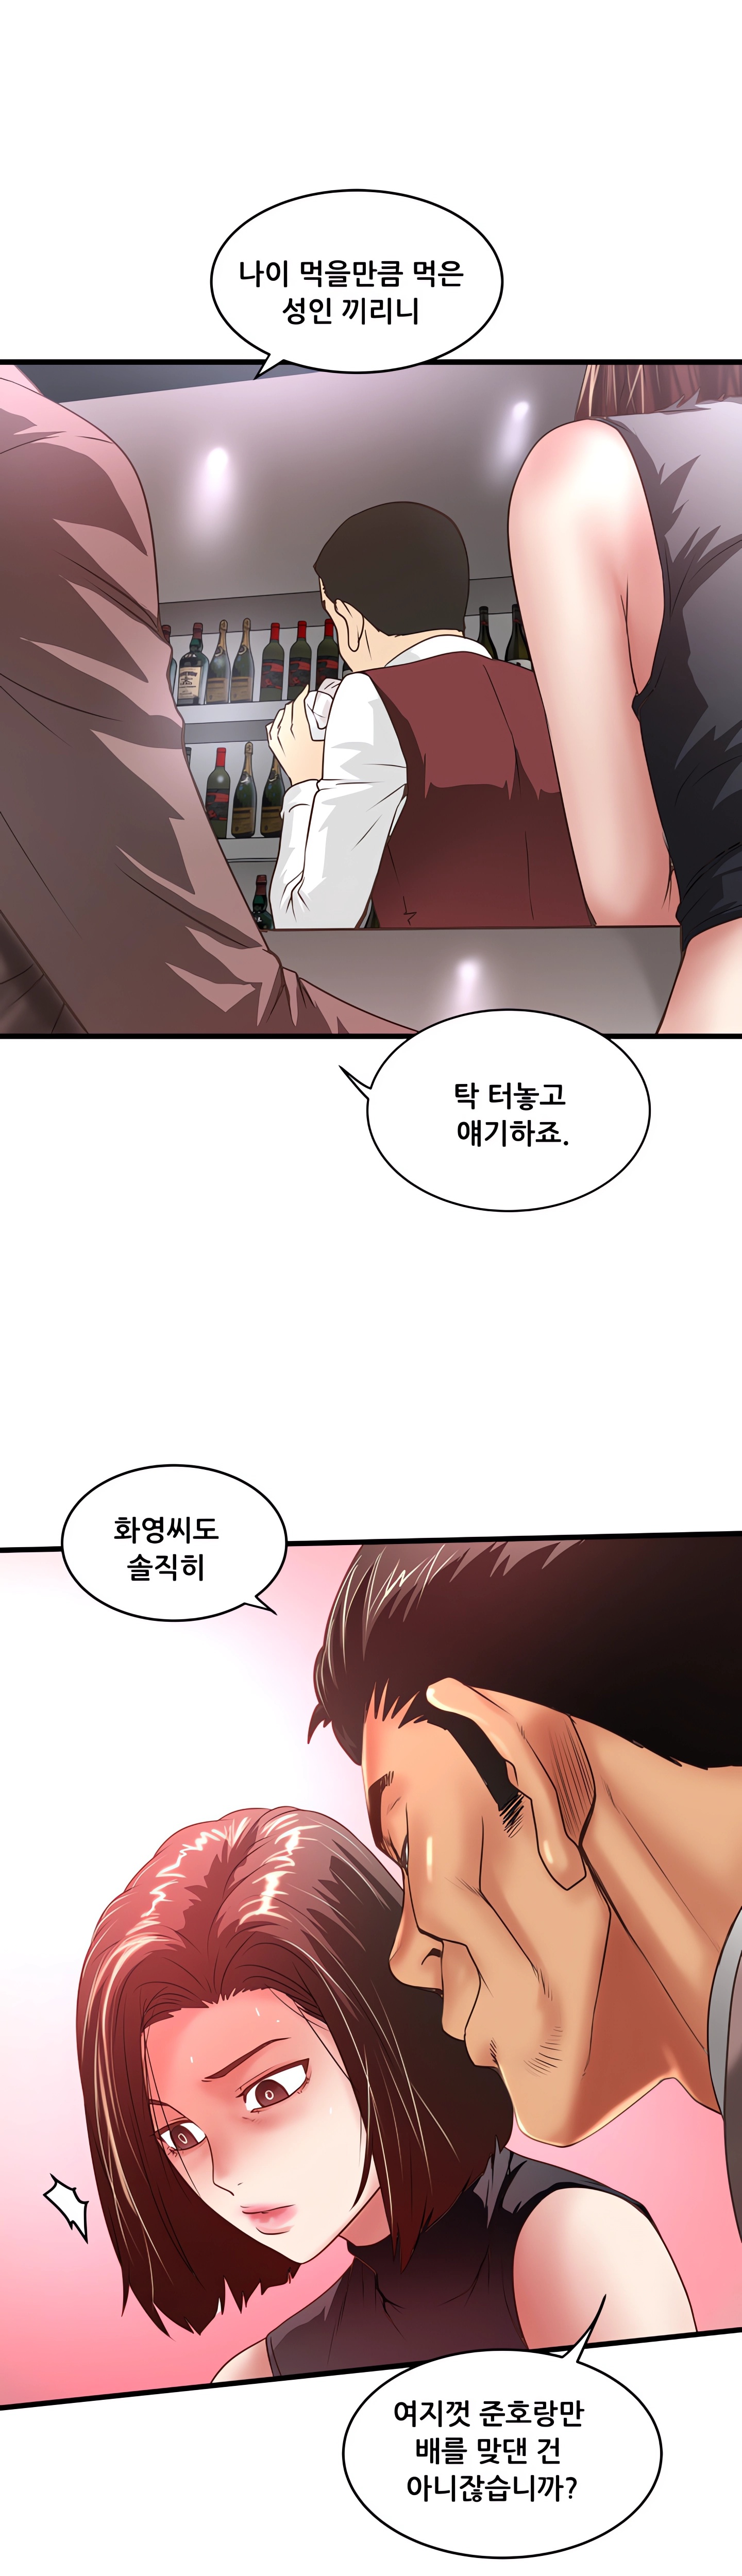 나이 먹을만큼 먹은
성인 끼리니
탁 터놓고
얘기하죠.
화영씨도
솔직히
여지껏 준호랑만
배를 맞댄 건
아니잖습니까?